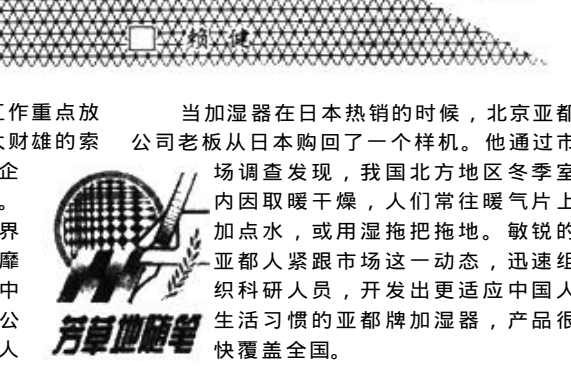 □ 赖 健
工作重点放
大财雄的索
企
。
界
靡
中
公
人
当加湿器在日本热销的时候，北京亚都
公司老板从日本购回了一个样机。他通过市
场调查发现，我国北方地区冬季室
内因取暖干燥，人们常往暖气片上
加点水，或用湿拖把拖地。敏锐的
亚都人紧跟市场这一动态，迅速组
织科研人员，开发出更适应中国人
生活习惯的亚都牌加湿器，产品很
快覆盖全国。
芳草地随笔